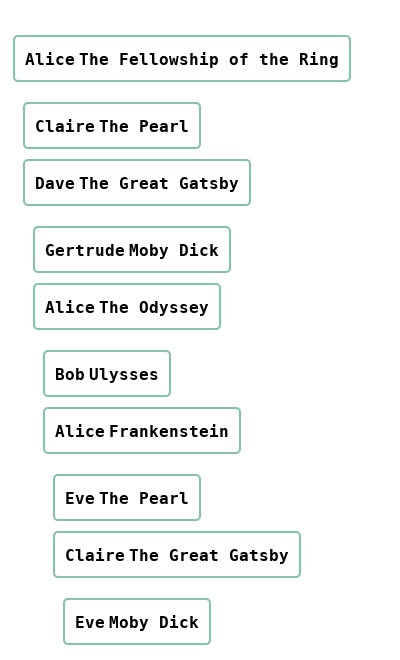 Alice The Fellowship of the Ring
Claire The Pearl
Dave The Great Gatsby
Gertrude Moby Dick
Alice The Odyssey
Bob Ulysses
Alice Frankenstein
Eve The Pearl
Claire The Great Gatsby
Eve Moby Dick